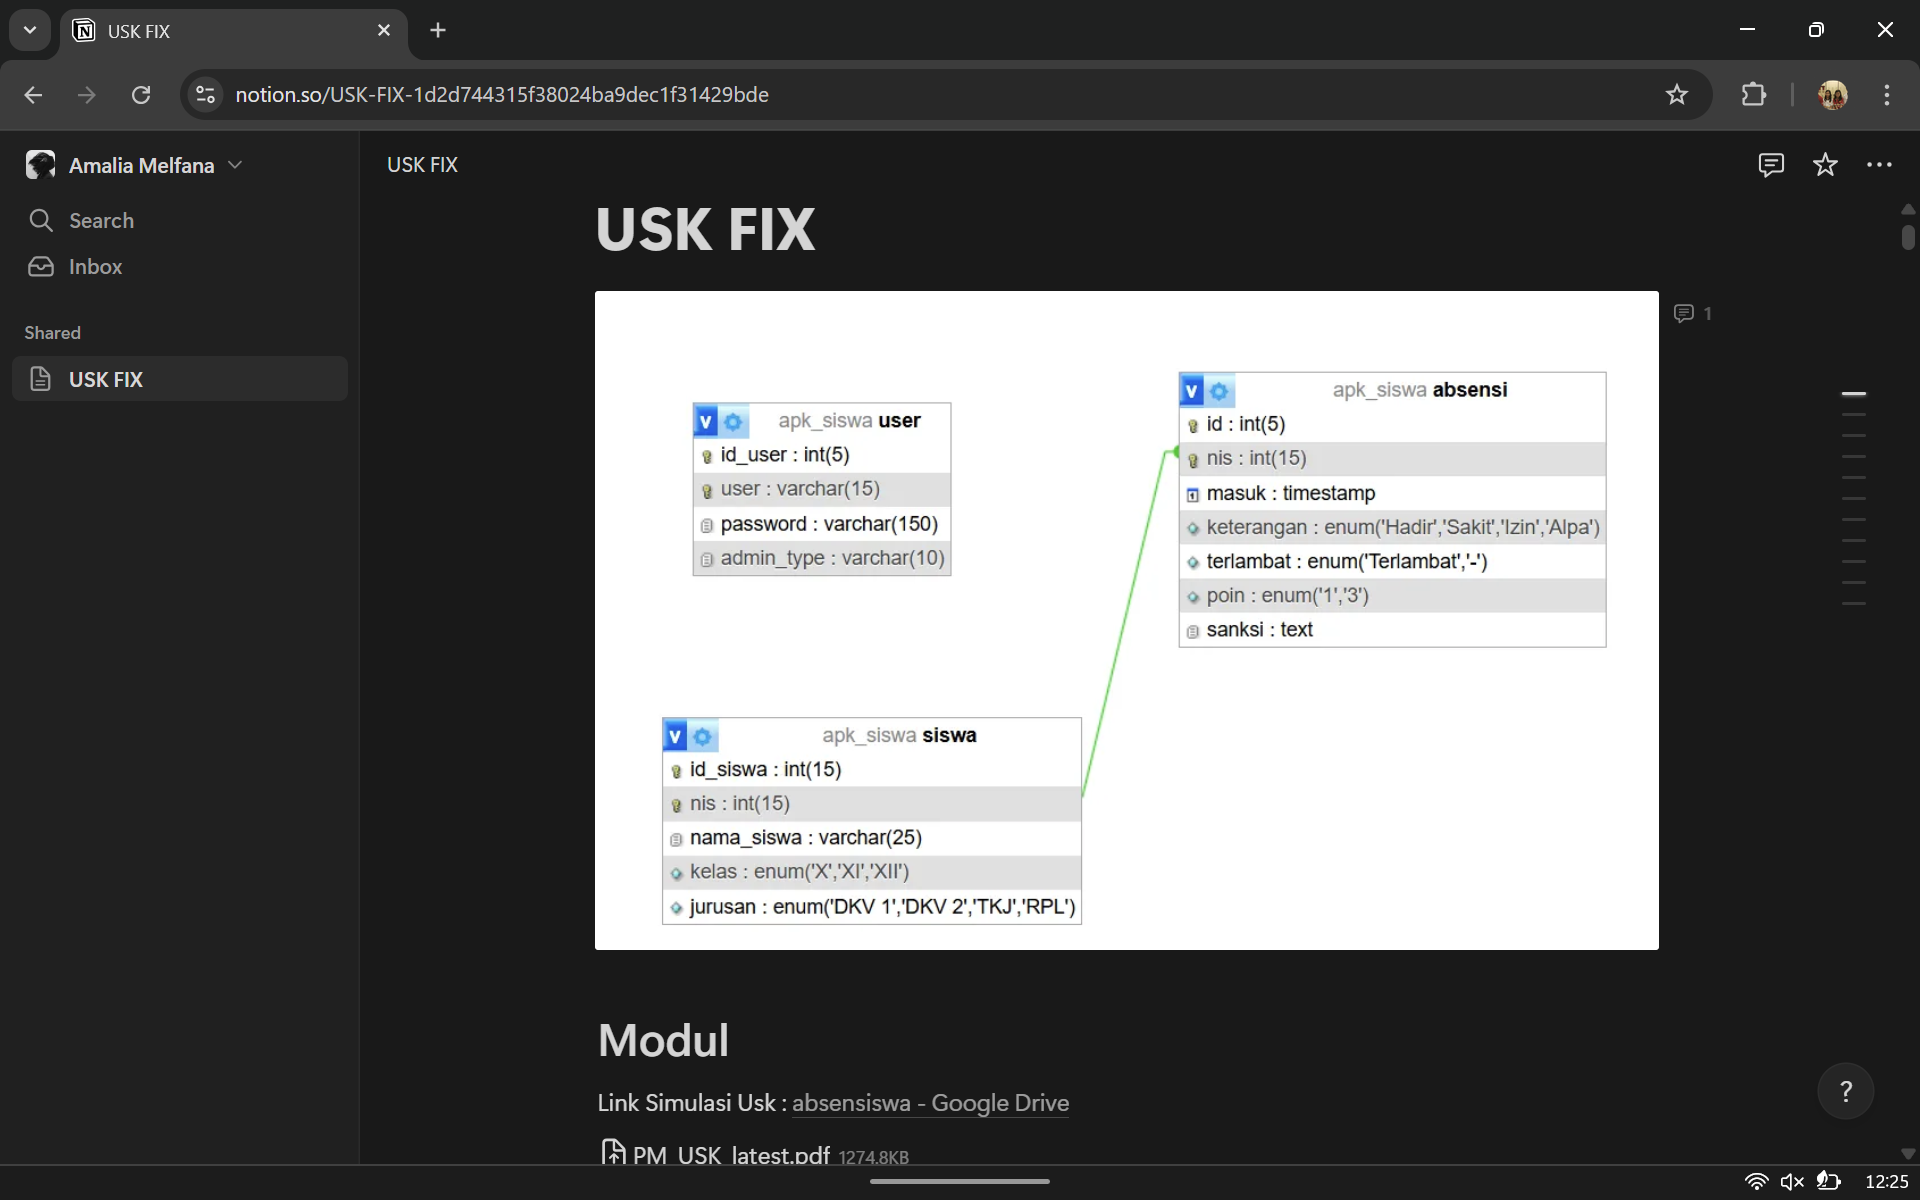 USK FIX
notion.so/USK-FIX-1d2d744315f38024ba9dec1f31429bde
Amalia Melfana
Search
Inbox
Shared
USK FIX
USK FIX
USK FIX
1
apk_siswa user
id_user : int(5)
user : varchar(15)
password : varchar(150)
admin_type : varchar(10)
apk_siswa absensi
id : int(5)
nis : int(15)
masuk : timestamp
keterangan : enum('Hadir','Sakit','Izin','Alpa')
terlambat : enum('Terlambat','-')
poin : enum('1','3')
sanksi : text
apk_siswa siswa
id_siswa : int(15)
nis : int(15)
nama_siswa : varchar(25)
kelas : enum('X','XI','XII')
jurusan : enum('DKV 1','DKV 2','TKJ','RPL')
Modul
Link Simulasi Usk : absensiswa - Google Drive
PM_USK_latest.pdf 1274.8KB
?
12:25